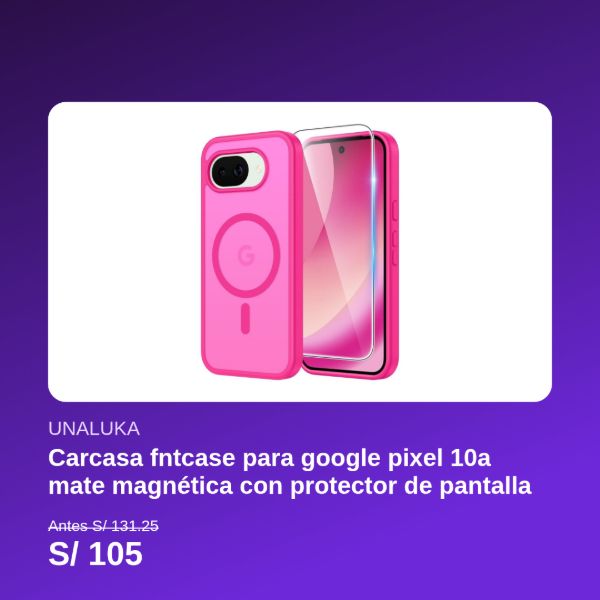 G
UNALUKA
Carcasa fntcase para google pixel 10a
mate magnética con protector de pantalla
Antes S/ 131.25
S/ 105